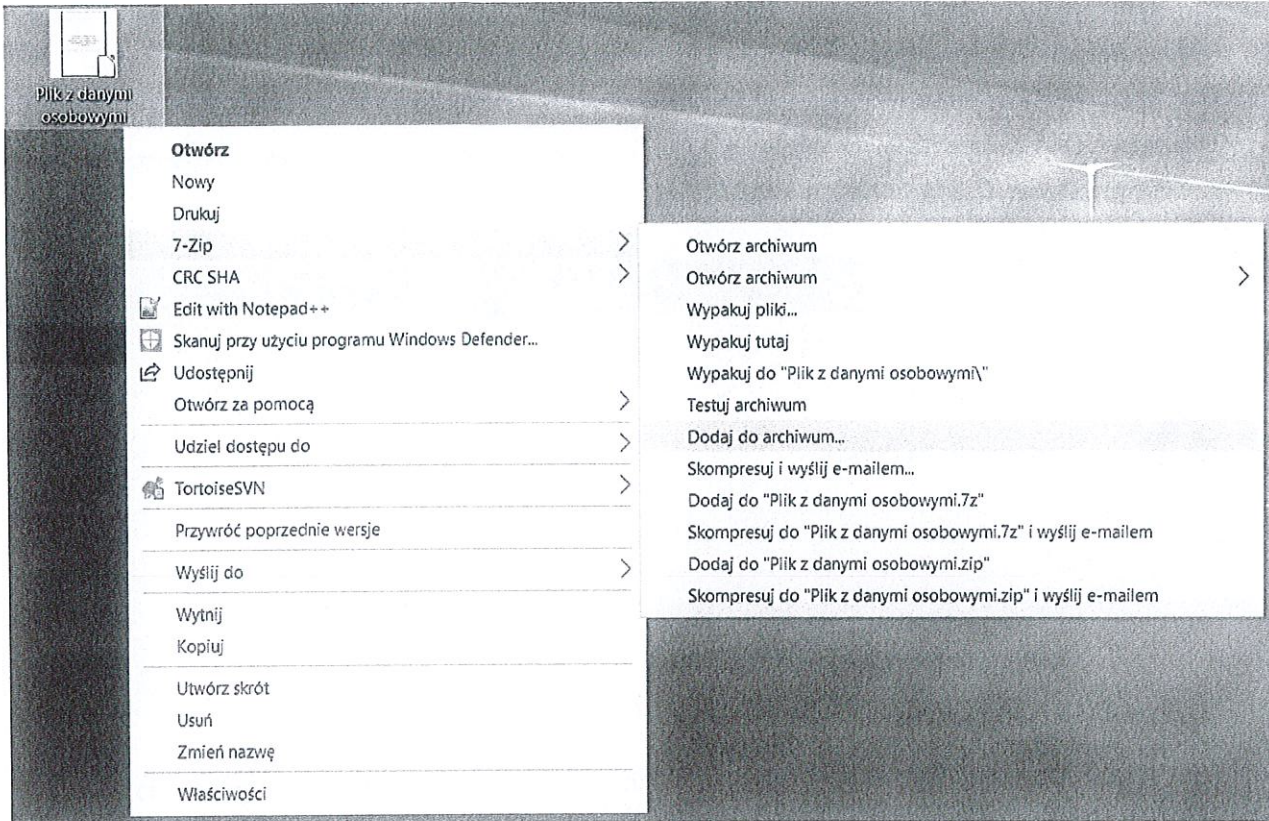 Plik z danymi
osobowymi
Otwórz
Nowy
Drukuj
7-Zip
CRC SHA
Edit with Notepad++
Skanuj przy użyciu programu Windows Defender...
Udostępnij
Otwórz za pomocą
Udziel dostępu do
TortoiseSVN
Przywróć poprzednie wersje
Wyślij do
Wytnij
Kopiuj
Utwórz skrót
Usuń
Zmień nazwę
Właściwości
Otwórz archiwum
Otwórz archiwum
Wypakuj pliki...
Wypakuj tutaj
Wypakuj do "Plik z danymi osobowymi\"
Testuj archiwum
Dodaj do archiwum...
Skompresuj i wyślij e-mailem...
Dodaj do "Plik z danymi osobowymi.7z"
Skompresuj do "Plik z danymi osobowymi.7z" i wyślij e-mailem
Dodaj do "Plik z danymi osobowymi.zip"
Skompresuj do "Plik z danymi osobowymi.zip" i wyślij e-mailem